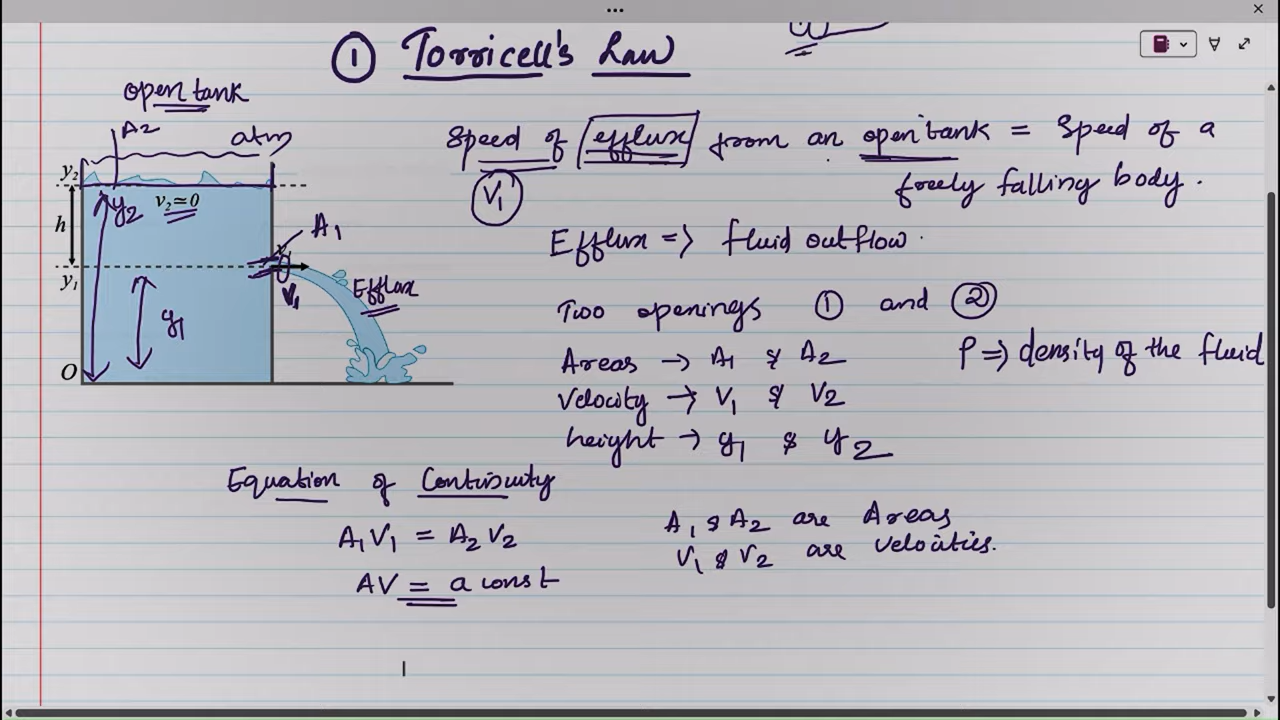 ① Torricell's Law
open tank
A2
atm
y2
y2
v2≃0
h
A1
y1
V1
Efflux
y1
O
Speed of efflux from an open tank = Speed of a
freely falling body.
V1
Efflux => fluid outflow.
Two openings ① and ②
Areas → A1 & A2
ρ => density of the fluid
Velocity → V1 & V2
height → y1 & y2
Equation of Continuity
A1V1 = A2V2
AV = a const
A1 & A2 are Areas
V1 & V2 are velocities.